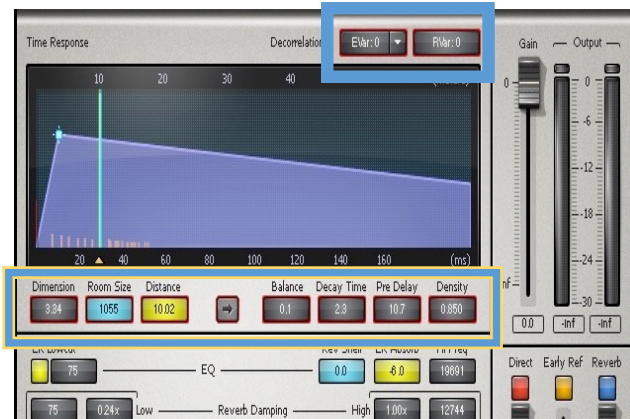 Time Response Decorrelation EVar: 0 RVar: 0 Gain Output
10 20 30 40
0 0
-6
-12
-18
-24
-30
20 40 60 80 100 120 140 160 (ms)
Dimension Room Size Distance Balance Decay Time Pre Delay Density
3.34 1055 10.02 0.1 2.3 10.7 0.850
0.0 -Inf -Inf
75 EQ 0.0 -6.0 19691
Direct Early Ref Reverb
75 0.24x Low Reverb Damping High 1.00x 12744